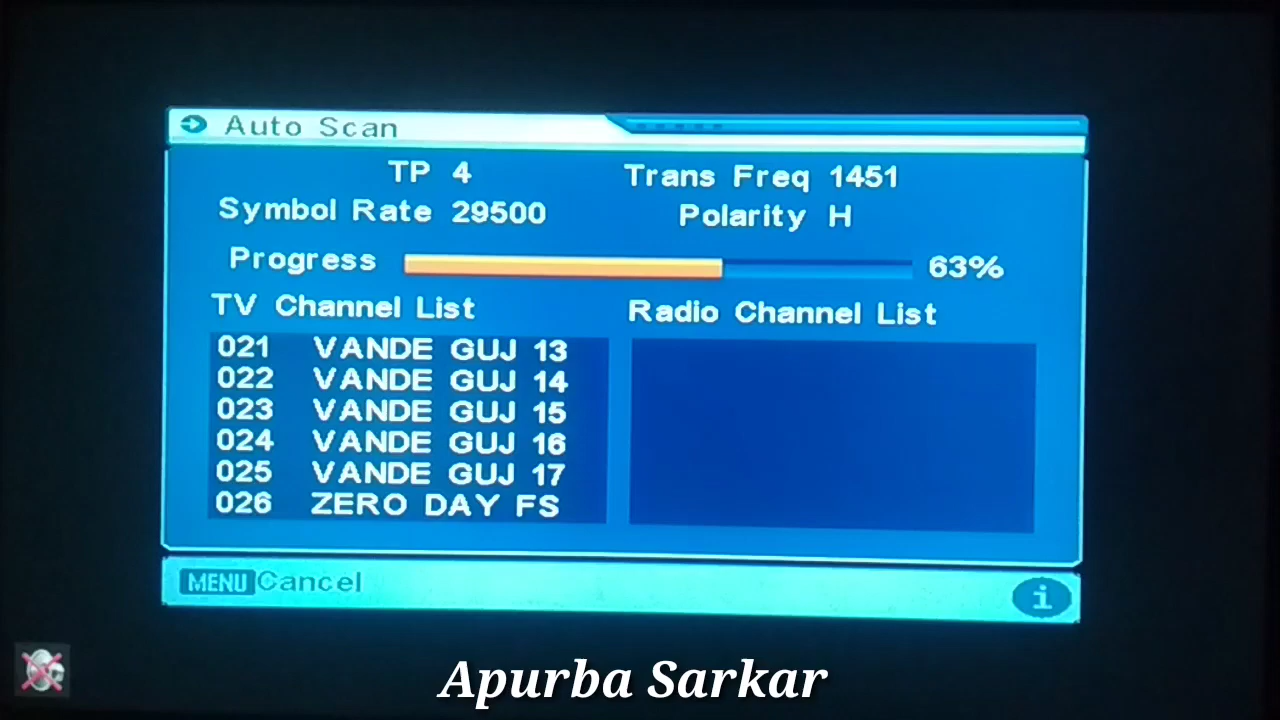 Auto Scan
TP 4 Trans Freq 1451
Symbol Rate 29500 Polarity H
Progress 63%
TV Channel List Radio Channel List
021 VANDE GUJ 13
022 VANDE GUJ 14
023 VANDE GUJ 15
024 VANDE GUJ 16
025 VANDE GUJ 17
026 ZERO DAY FS
MENU Cancel i
Apurba Sarkar